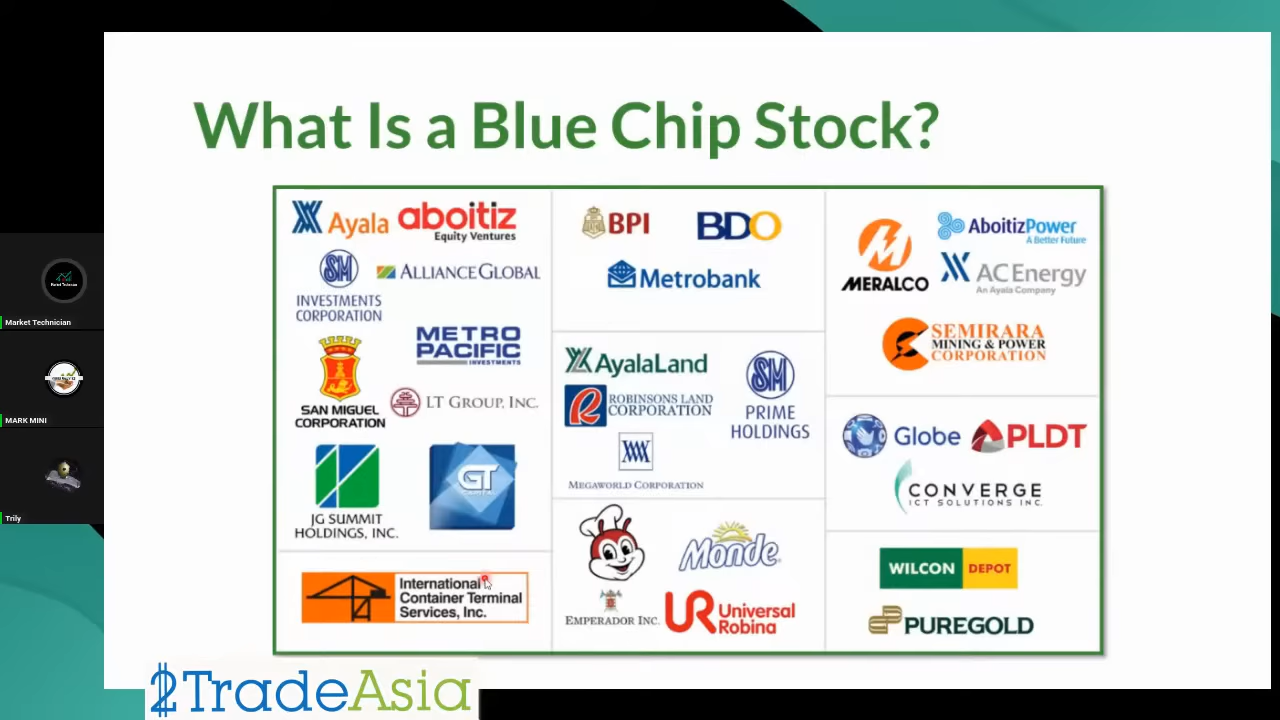 What Is a Blue Chip Stock?
Ayala
aboitiz
Equity Ventures
SM
INVESTMENTS
CORPORATION
ALLIANCE GLOBAL
METRO
PACIFIC
INVESTMENTS
SAN MIGUEL
CORPORATION
LT GROUP, INC.
JG SUMMIT
HOLDINGS, INC.
GT
CAPITAL
International
Container Terminal
Services, Inc.
BPI
BDO
Metrobank
AyalaLand
ROBINSONS LAND
CORPORATION
SM
PRIME
HOLDINGS
MEGAWORLD CORPORATION
Monde
EMPERADOR INC.
UR Universal
Robina
MERALCO
AboitizPower
A Better Future
AC Energy
An Ayala Company
SEMIRARA
MINING & POWER
CORPORATION
Globe
PLDT
CONVERGE
ICT SOLUTIONS INC.
WILCON DEPOT
PUREGOLD
Market Technician
MARK MINI
Trily
2TradeAsia